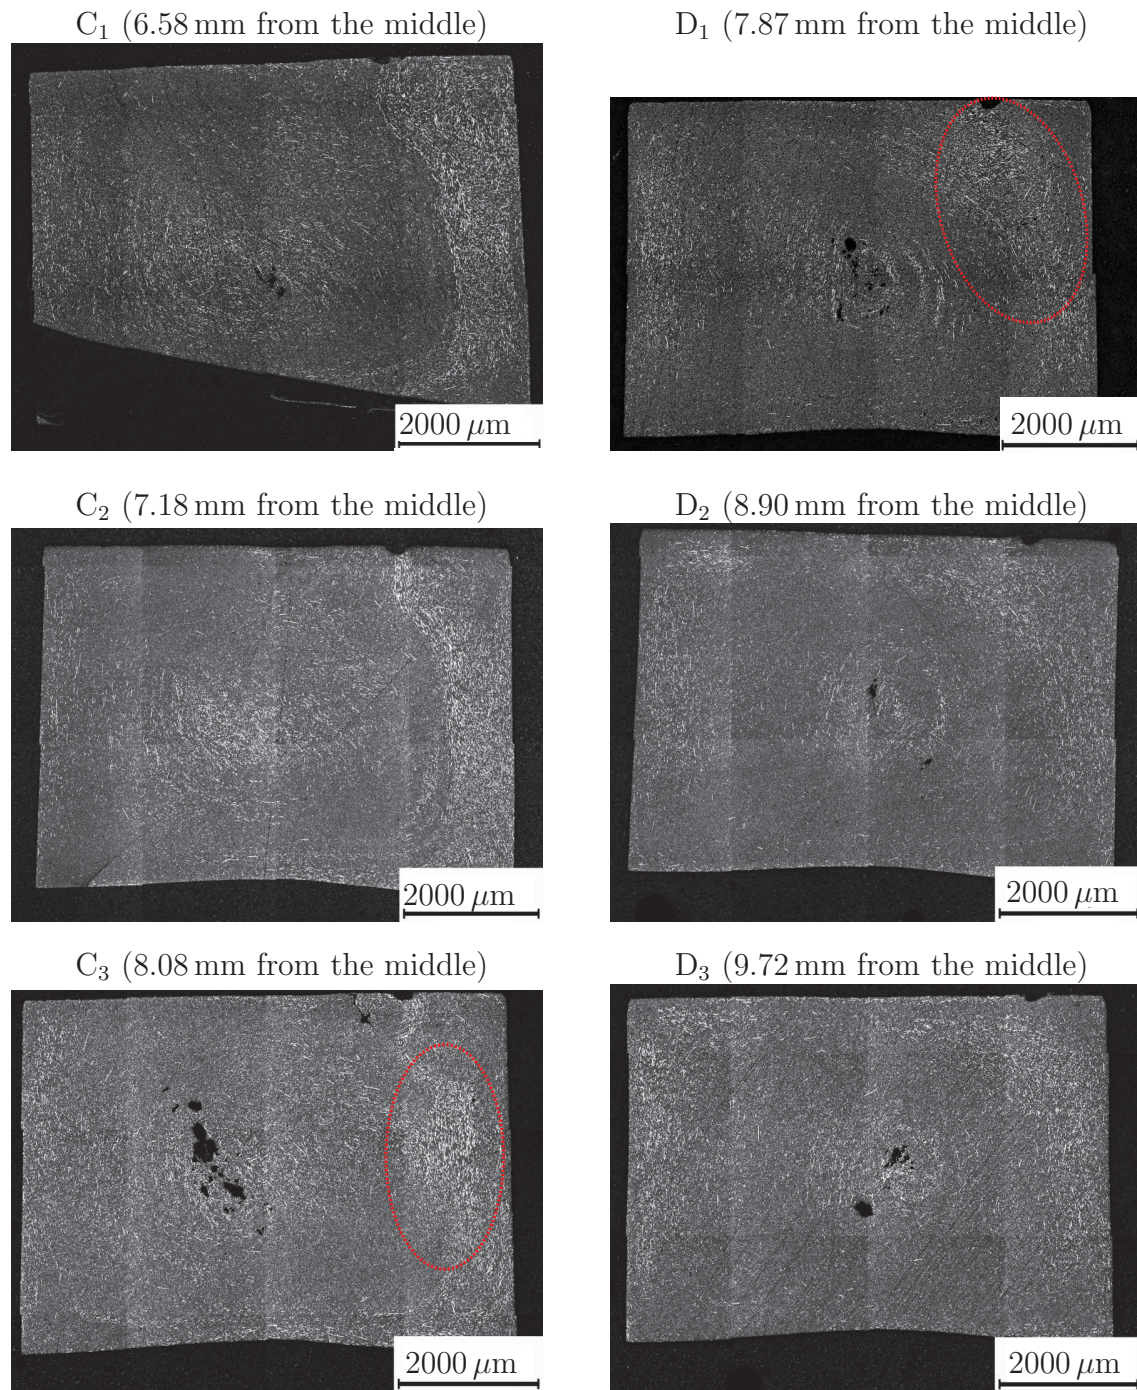 C₁ (6.58 mm from the middle)
D₁ (7.87 mm from the middle)
2000 μm
2000 μm
C₂ (7.18 mm from the middle)
D₂ (8.90 mm from the middle)
2000 μm
2000 μm
C₃ (8.08 mm from the middle)
D₃ (9.72 mm from the middle)
2000 μm
2000 μm